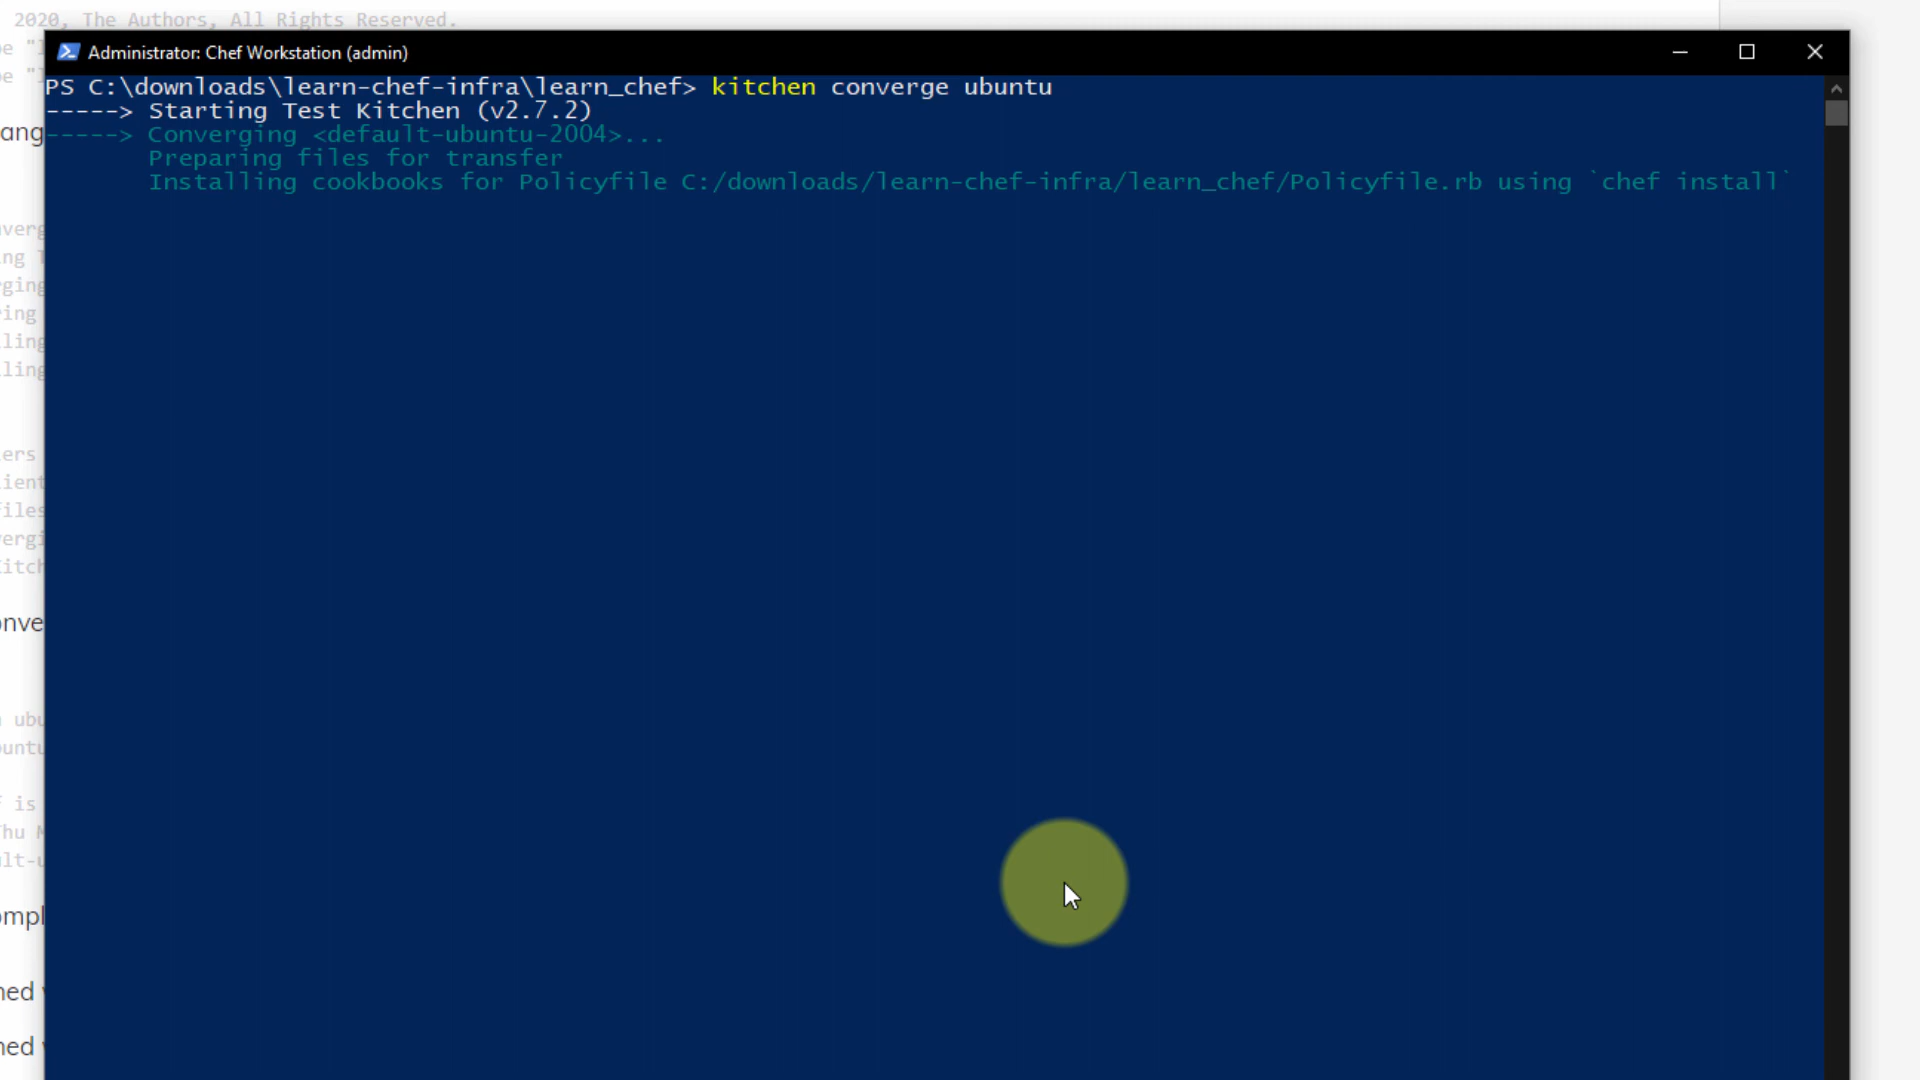 2020, The Authors, All Rights Reserved.
Administrator: Chef Workstation (admin)
PS C:\downloads\learn-chef-infra\learn_chef> kitchen converge ubuntu
-----> Starting Test Kitchen (v2.7.2)
-----> Converging <default-ubuntu-2004>...
Preparing files for transfer
Installing cookbooks for Policyfile C:/downloads/learn-chef-infra/learn_chef/Policyfile.rb using `chef install`